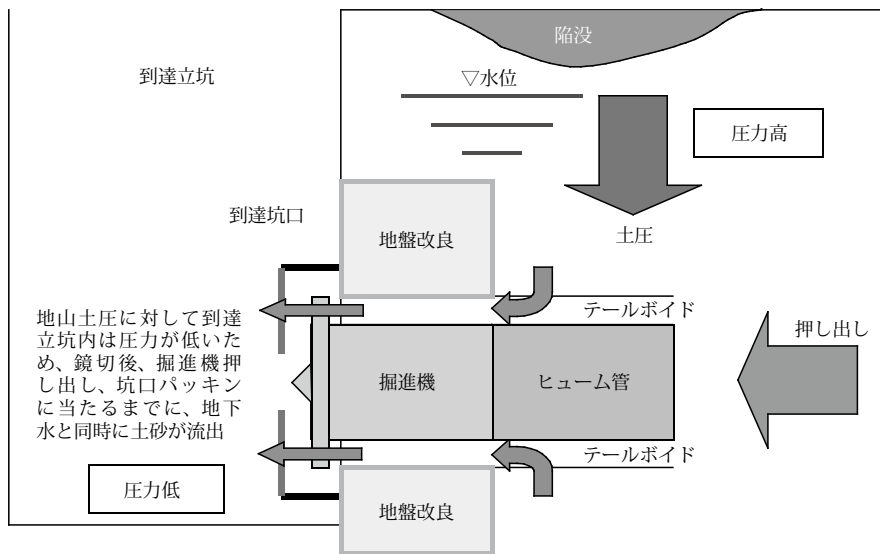 陥没
到達立坑
▽水位
圧力高
到達坑口
地盤改良
土圧
テールボイド
地山土圧に対して到達
立坑内は圧力が低いた
め、鏡切後、掘進機押
し出し、坑口パッキン
に当たるまでに、地下
水と同時に土砂が流出
押し出し
掘進機
ヒューム管
テールボイド
圧力低
地盤改良